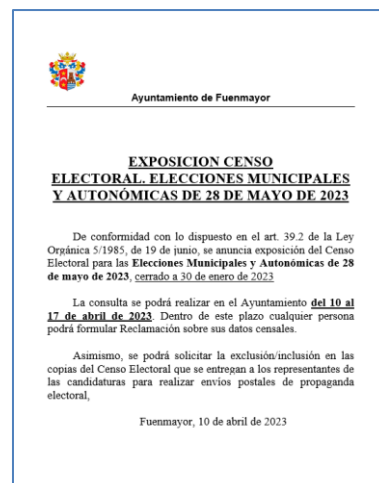 Ayuntamiento de Fuenmayor
EXPOSICION CENSO
ELECTORAL. ELECCIONES MUNICIPALES
Y AUTONÓMICAS DE 28 DE MAYO DE 2023
De conformidad con lo dispuesto en el art. 39.2 de la Ley
Orgánica 5/1985, de 19 de junio, se anuncia exposición del Censo
Electoral para las Elecciones Municipales y Autonómicas de 28
de mayo de 2023, cerrado a 30 de enero de 2023
La consulta se podrá realizar en el Ayuntamiento del 10 al
17 de abril de 2023. Dentro de este plazo cualquier persona
podrá formular Reclamación sobre sus datos censales.
Asimismo, se podrá solicitar la exclusión/inclusión en las
copias del Censo Electoral que se entregan a los representantes de
las candidaturas para realizar envíos postales de propaganda
electoral,
Fuenmayor, 10 de abril de 2023